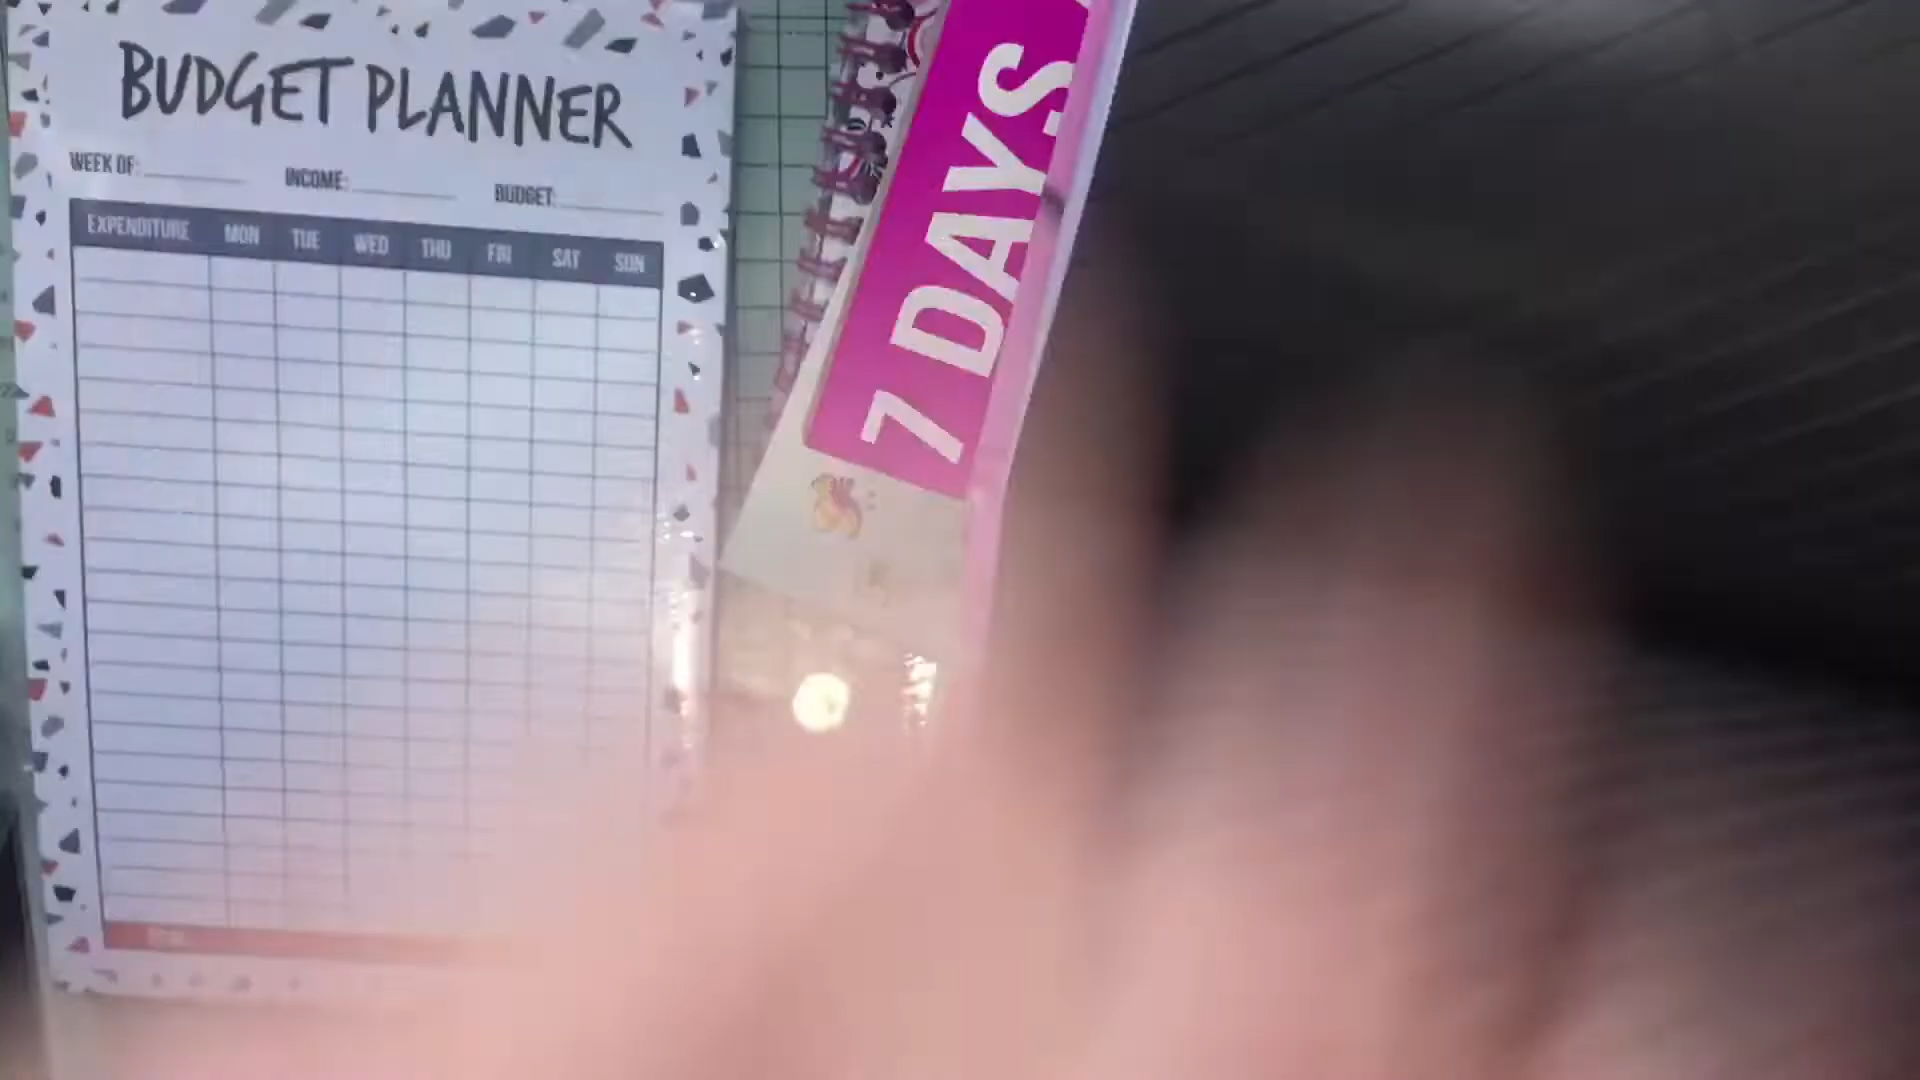 BUDGET PLANNER
WEEK OF: INCOME: BUDGET:
EXPENDITURE MON TUE WED THU FRI SAT SUN
7 DAYS